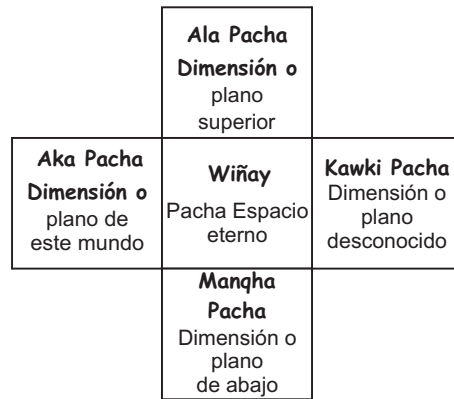 Ala Pacha
Dimensión o
plano
superior
Aka Pacha
Dimensión o
plano de
este mundo
Wiñay
Pacha Espacio
eterno
Kawki Pacha
Dimensión o
plano
desconocido
Manqha
Pacha
Dimensión o
plano
de abajo